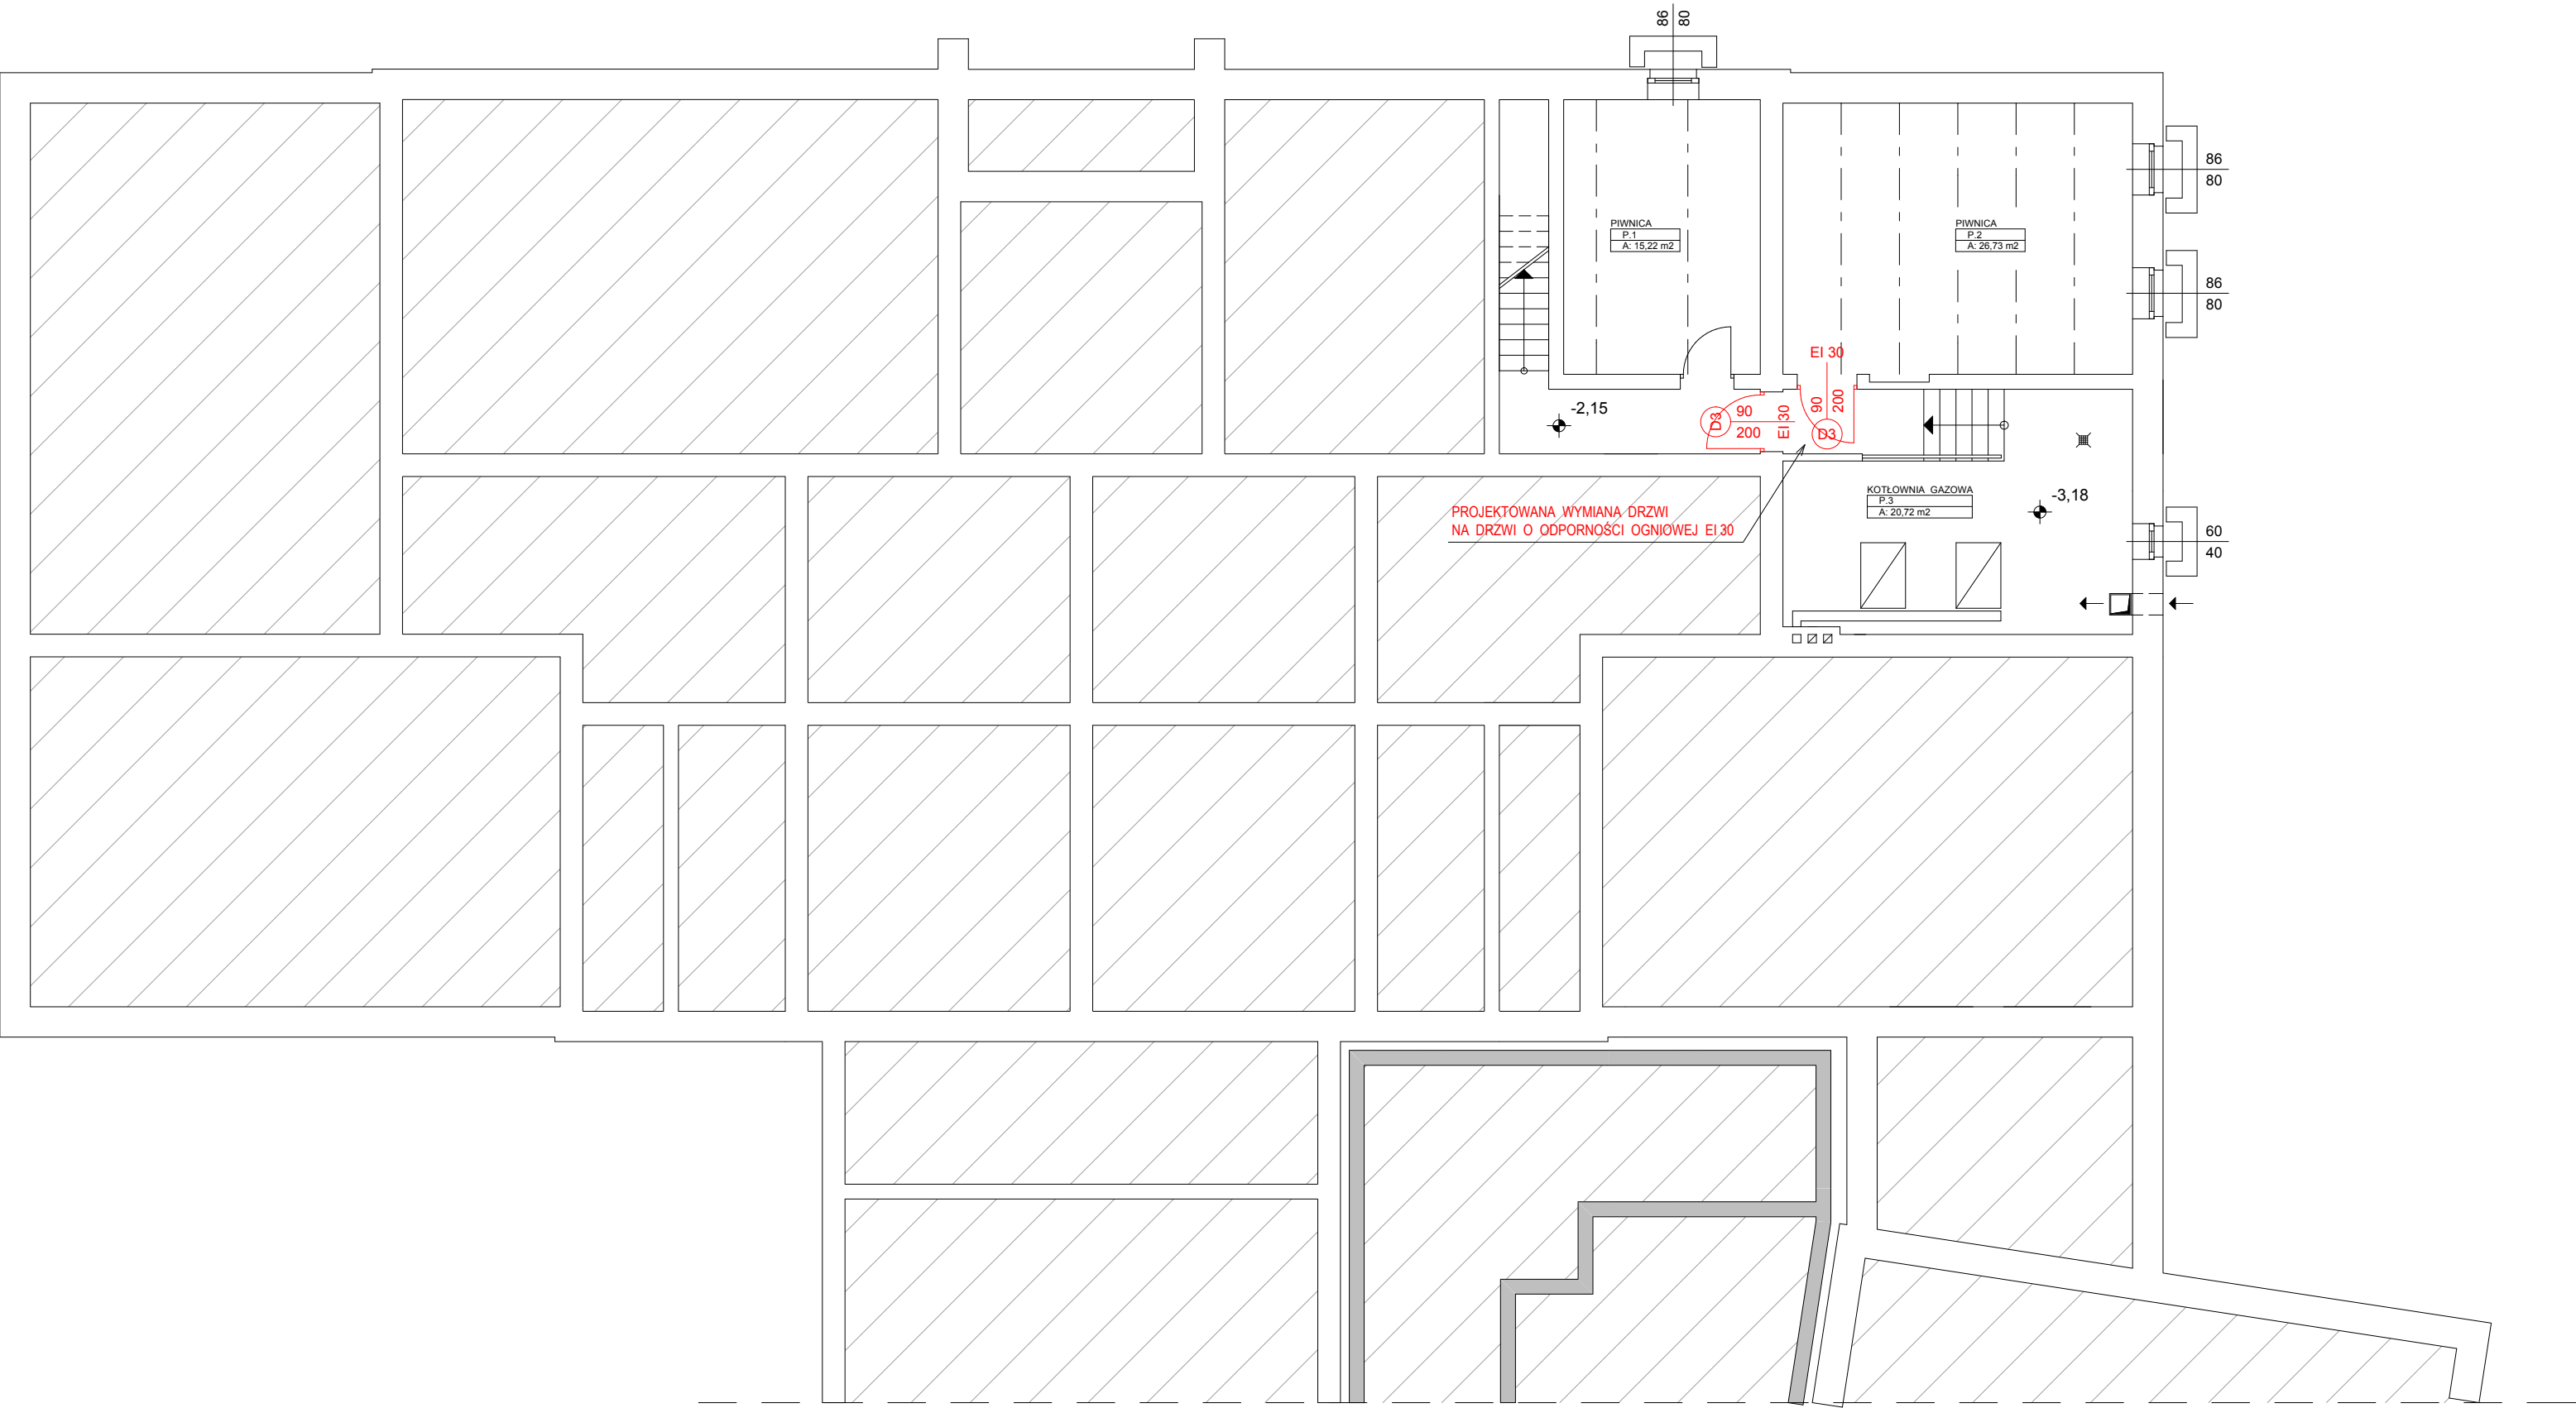 86
80
86
80
PIWNICA
P.1
A: 15,22 m2
PIWNICA
P.2
A: 26,73 m2
86
80
EI 30
-2,15
D3
90
200
EI 30
90
200
D3
KOTŁOWNIA GAZOWA
P.3
A: 20,72 m2
-3,18
PROJEKTOWANA WYMIANA DRZWI
NA DRZWI O ODPORNOŚCI OGNIOWEJ EI 30
60
40